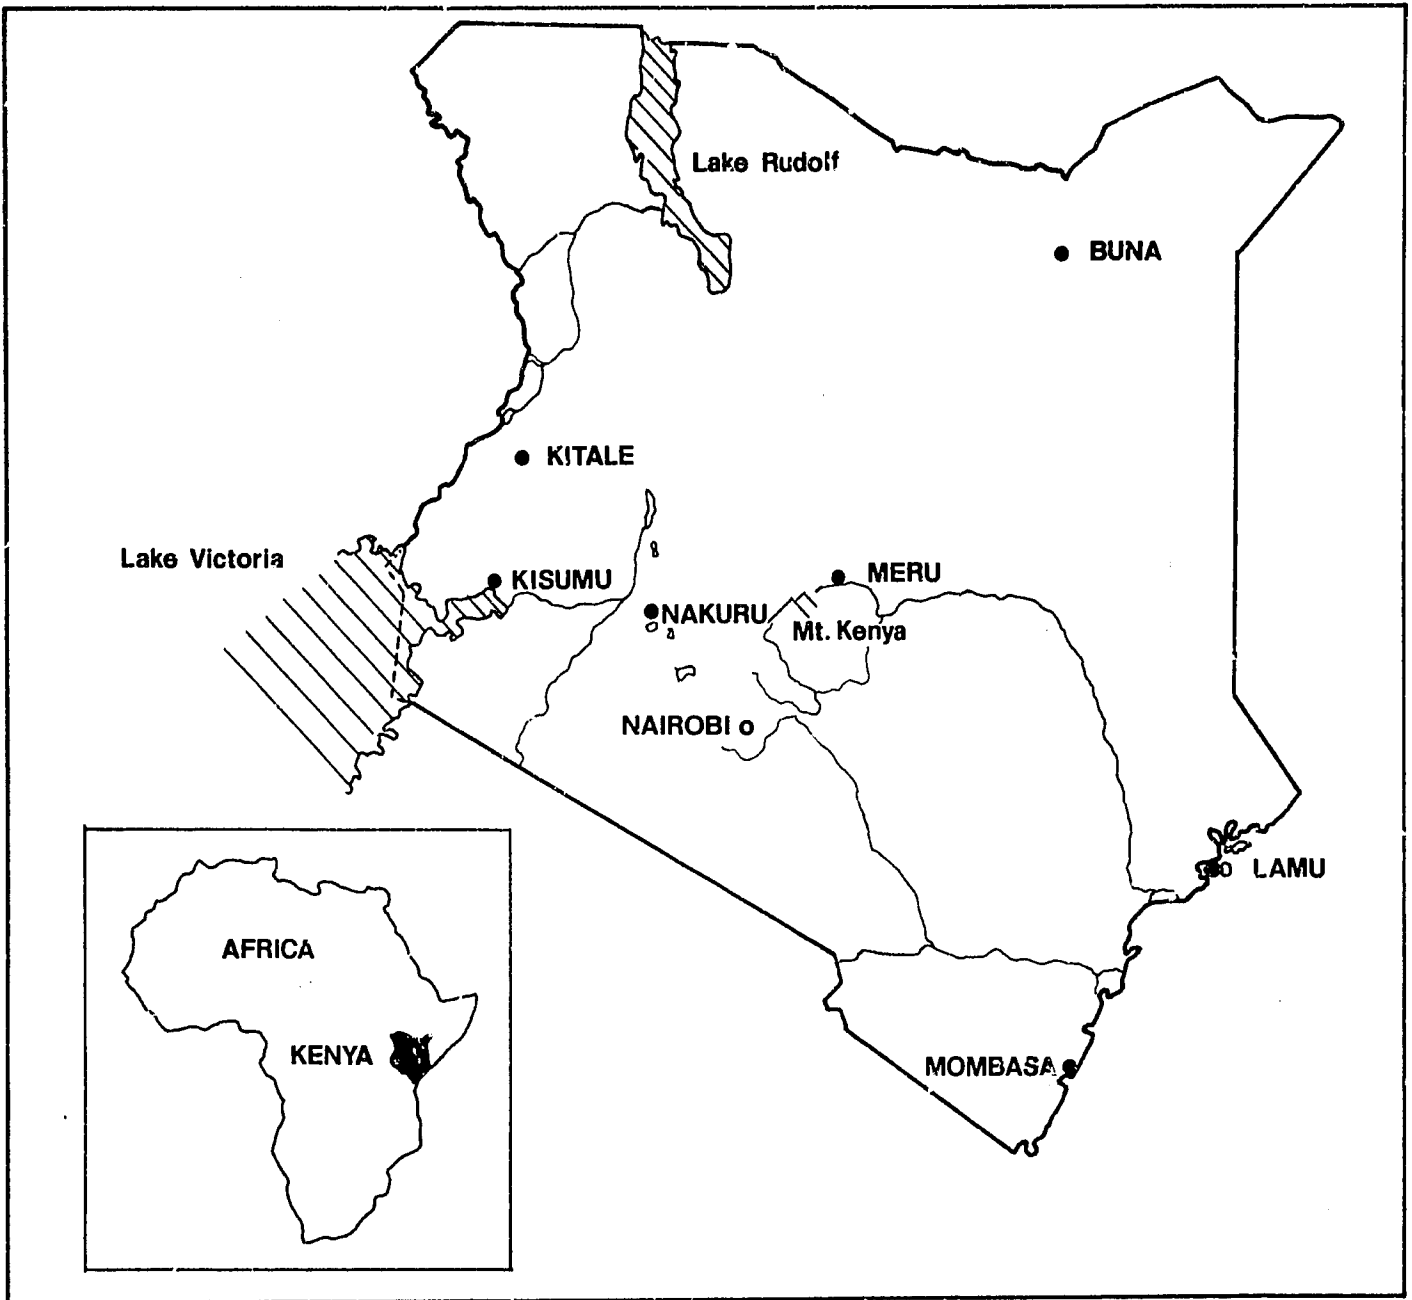 Lake Rudolf
BUNA
KITALE
Lake Victoria
KISUMU
MERU
NAKURU
Mt. Kenya
NAIROBI
LAMU
AFRICA
KENYA
MOMBASA